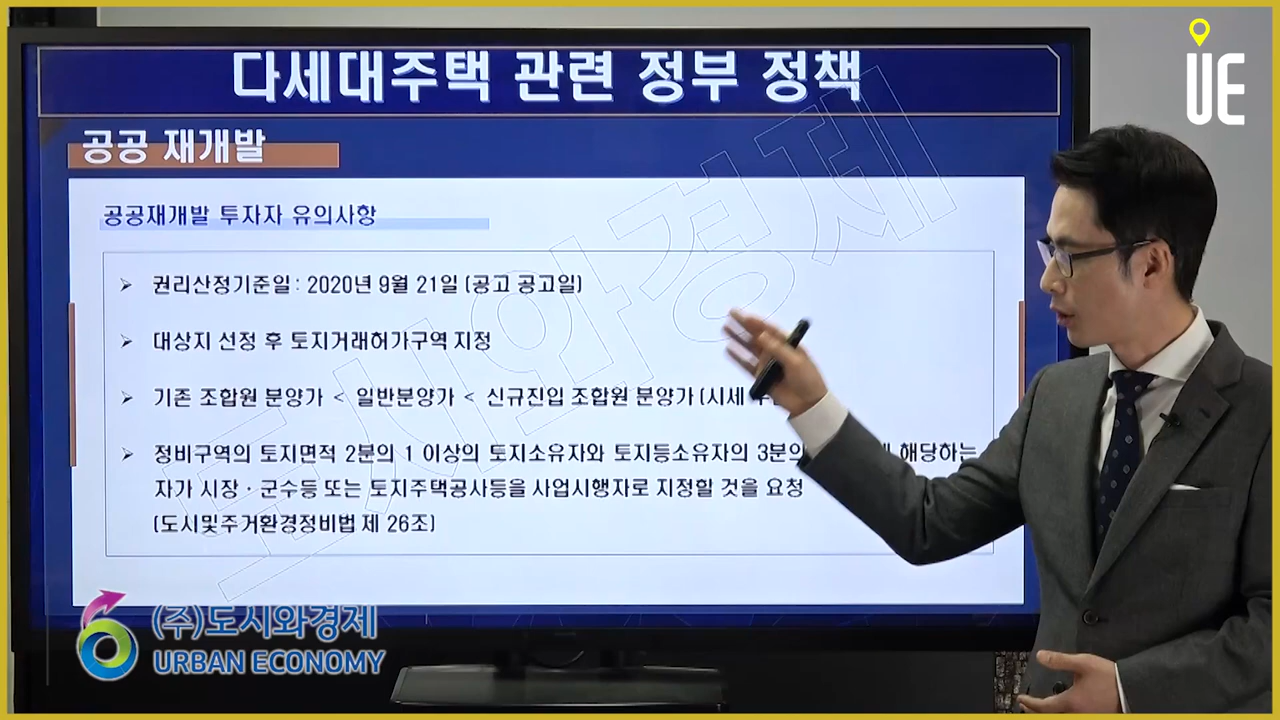 다세대주택 관련 정부 정책
UE
공공 재개발
공공재개발 투자자 유의사항
➢ 권리산정기준일 : 2020년 9월 21일 (공고 공고일)
➢ 대상지 선정 후 토지거래허가구역 지정
➢ 기존 조합원 분양가 < 일반분양가 < 신규진입 조합원 분양가 (시세
➢ 정비구역의 토지면적 2분의 1 이상의 토지소유자와 토지등소유자의 3분의 해당하는
자가 시장 · 군수등 또는 토지주택공사등을 사업시행자로 지정할 것을 요청
(도시및주거환경정비법 제 26조)
도시와경제
(주)도시와경제
URBAN ECONOMY